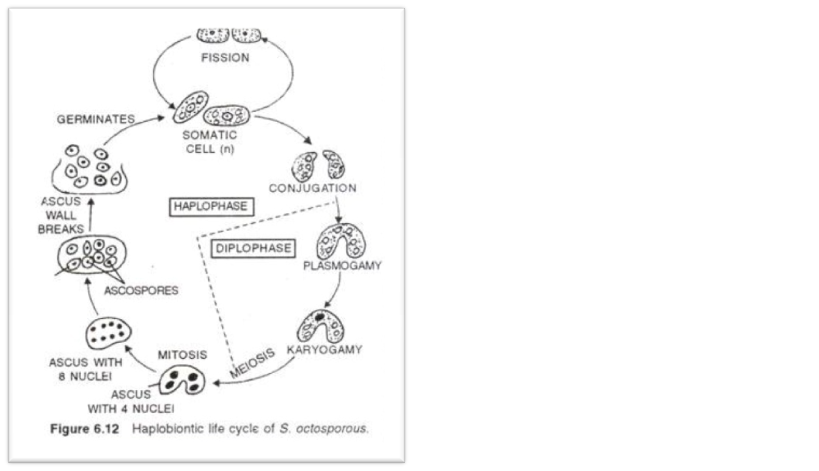 FISSION
GERMINATES
SOMATIC
CELL (n)
CONJUGATION
HAPLOPHASE
ASCUS
WALL
BREAKS
DIPLOPHASE
PLASMOGAMY
ASCOSPORES
KARYOGAMY
MEIOSIS
MITOSIS
ASCUS WITH
8 NUCLEI
ASCUS
WITH 4 NUCLEI
Figure 6.12 Haplobiontic life cycle of S. octosporous.